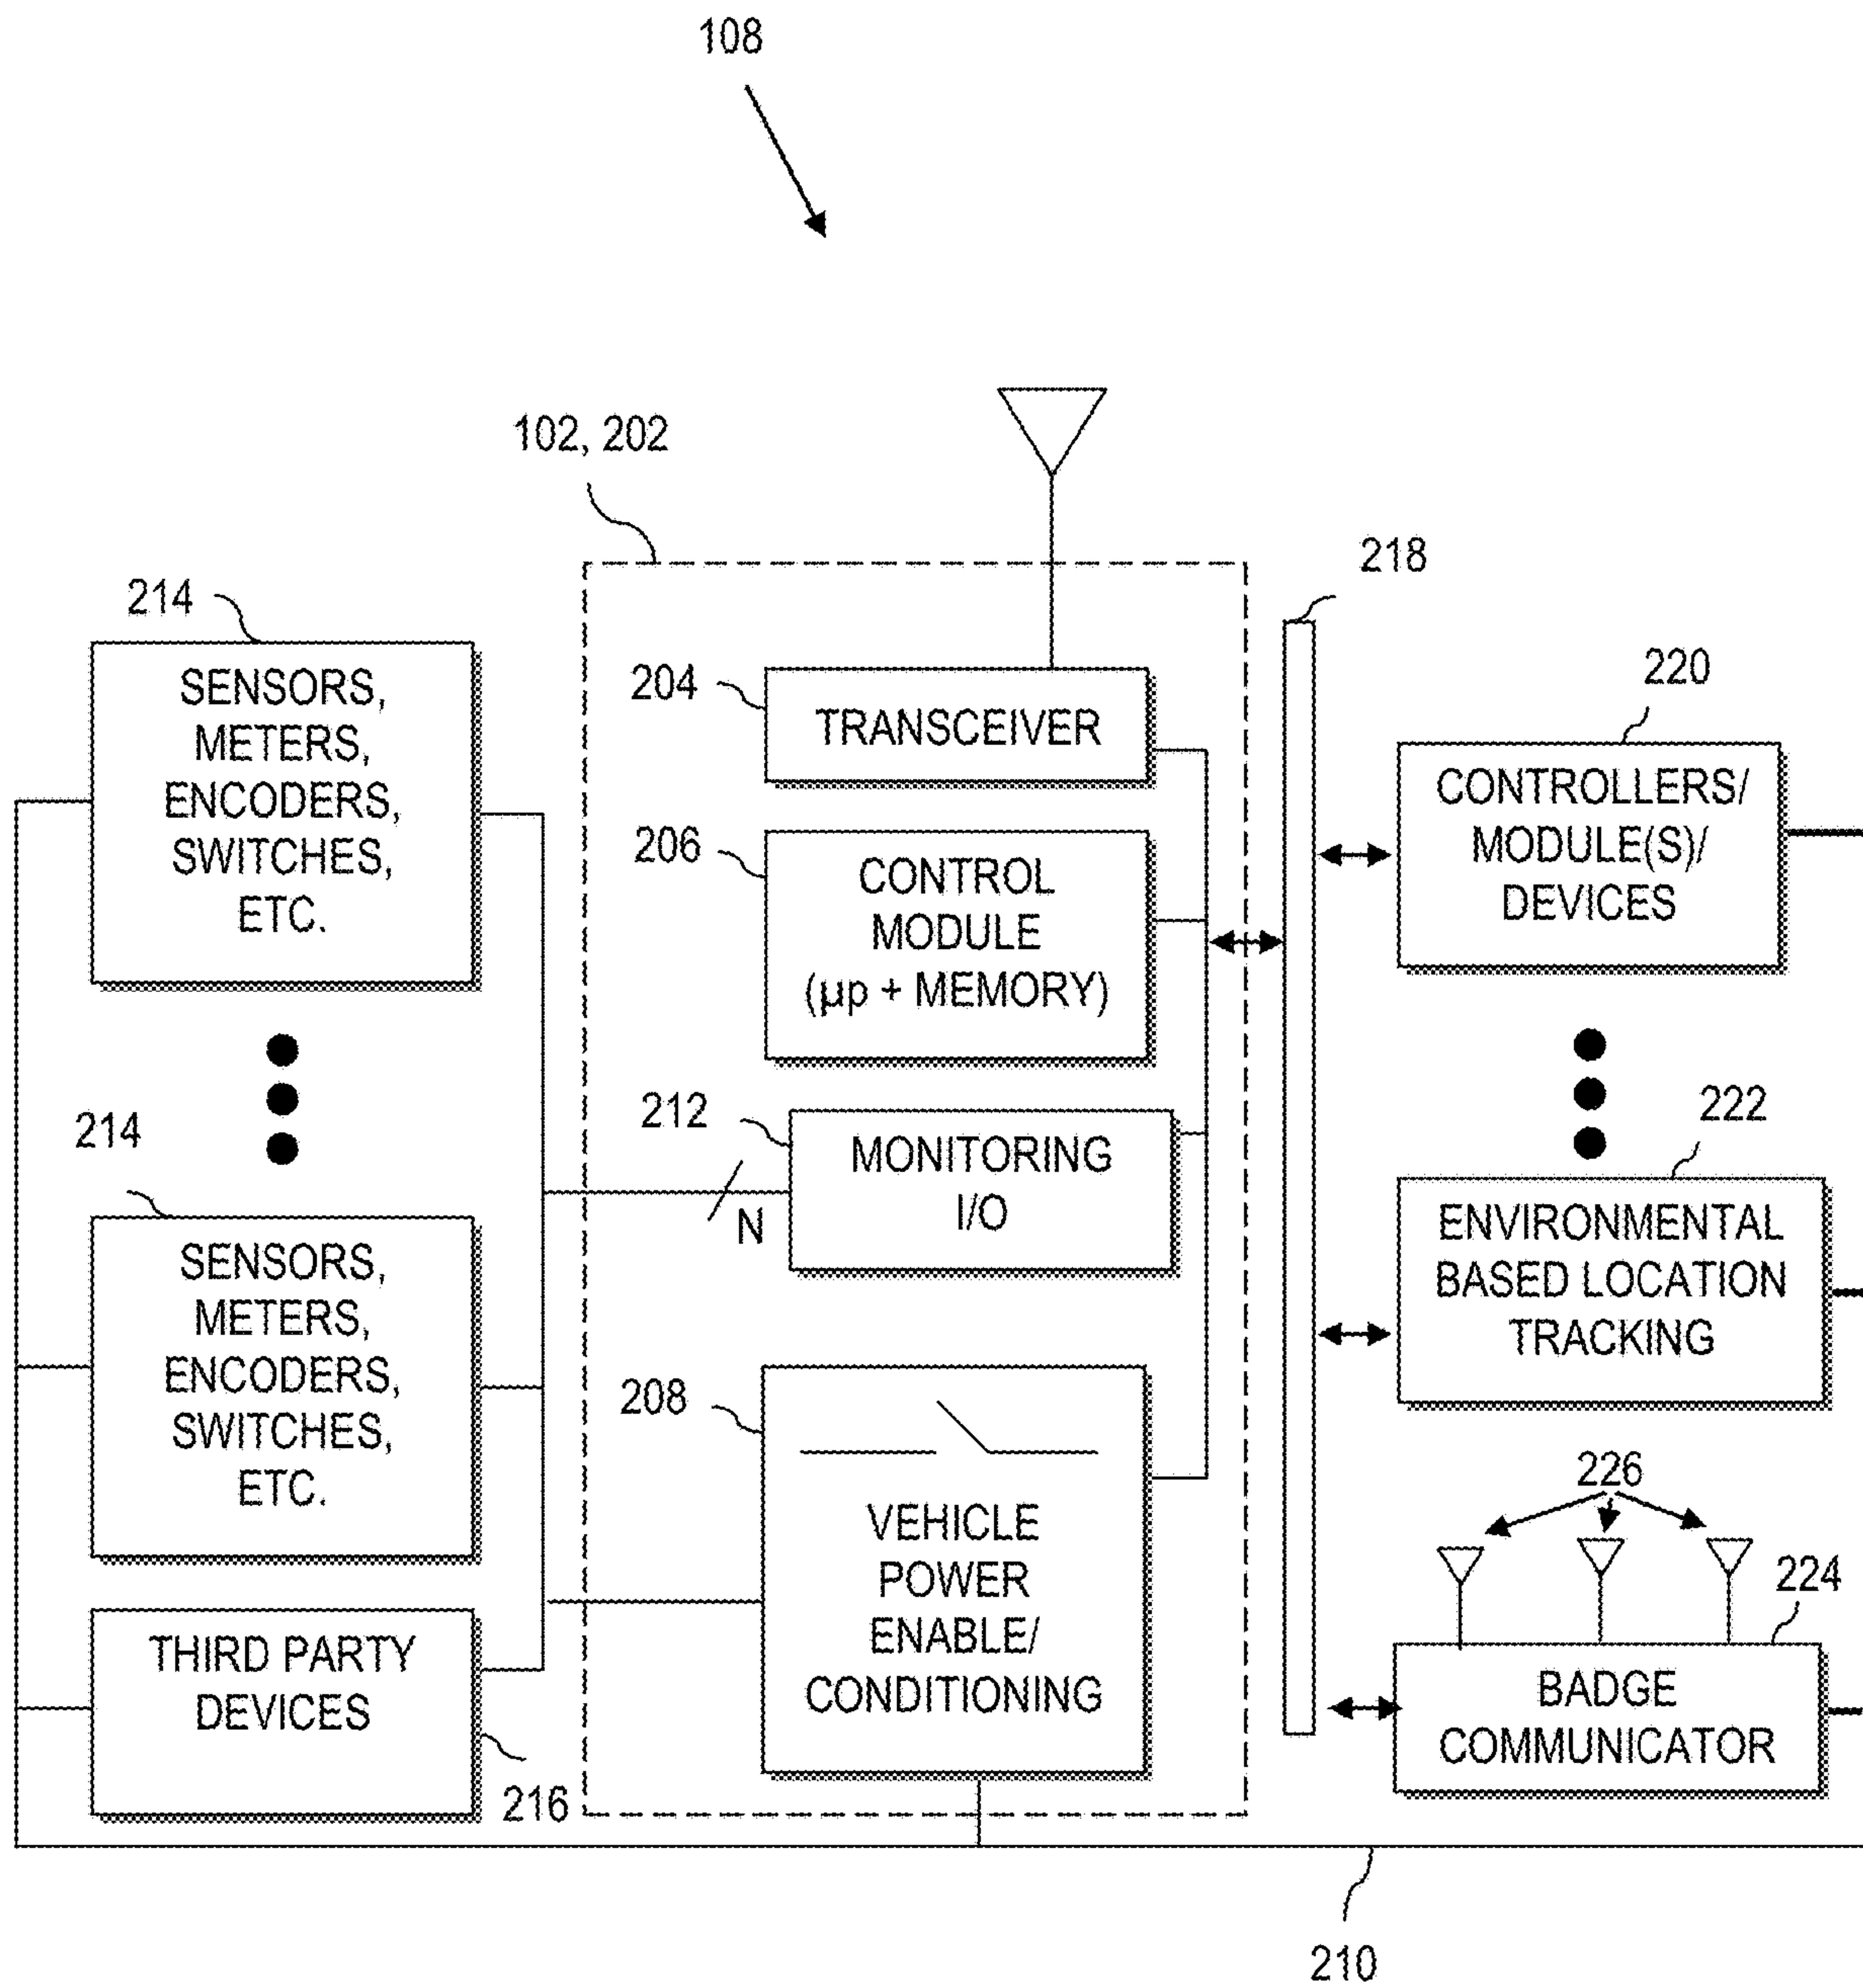 108
102, 202
214
SENSORS,
METERS,
ENCODERS,
SWITCHES,
ETC.
214
SENSORS,
METERS,
ENCODERS,
SWITCHES,
ETC.
THIRD PARTY
DEVICES
216
204
TRANSCEIVER
206
CONTROL
MODULE
(µp + MEMORY)
212
MONITORING
I/O
N
208
VEHICLE
POWER
ENABLE/
CONDITIONING
218
220
CONTROLLERS/
MODULE(S)/
DEVICES
222
ENVIRONMENTAL
BASED LOCATION
TRACKING
226
224
BADGE
COMMUNICATOR
210